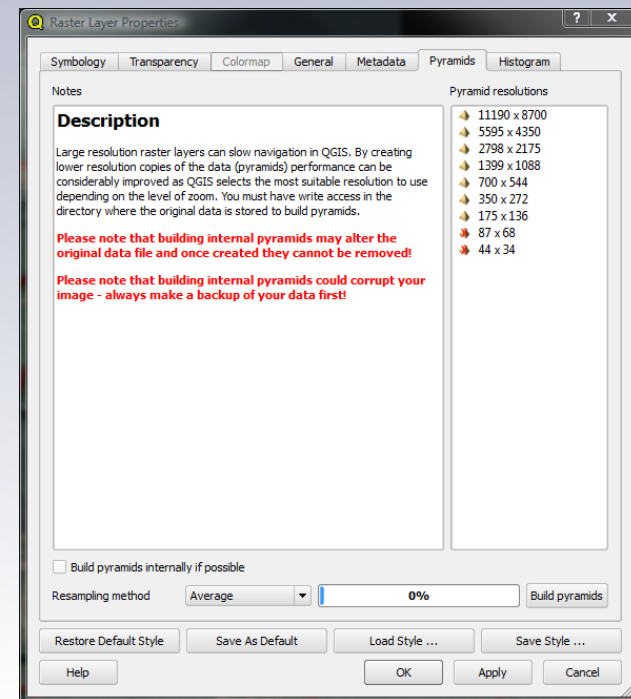 Raster Layer Properties
? x
Symbology Transparency Colormap General Metadata Pyramids Histogram
Notes
Pyramid resolutions
Description
Large resolution raster layers can slow navigation in QGIS. By creating
lower resolution copies of the data (pyramids) performance can be
considerably improved as QGIS selects the most suitable resolution to use
depending on the level of zoom. You must have write access in the
directory where the original data is stored to build pyramids.
Please note that building internal pyramids may alter the
original data file and once created they cannot be removed!
Please note that building internal pyramids could corrupt your
image - always make a backup of your data first!
11190 x 8700
5595 x 4350
2798 x 2175
1399 x 1088
700 x 544
350 x 272
175 x 136
87 x 68
44 x 34
Build pyramids internally if possible
Resampling method Average 0% Build pyramids
Restore Default Style Save As Default Load Style ... Save Style ...
Help OK Apply Cancel